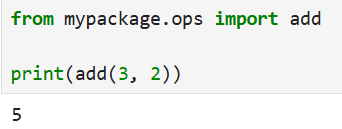 from mypackage.ops import add
print(add(3, 2))
5